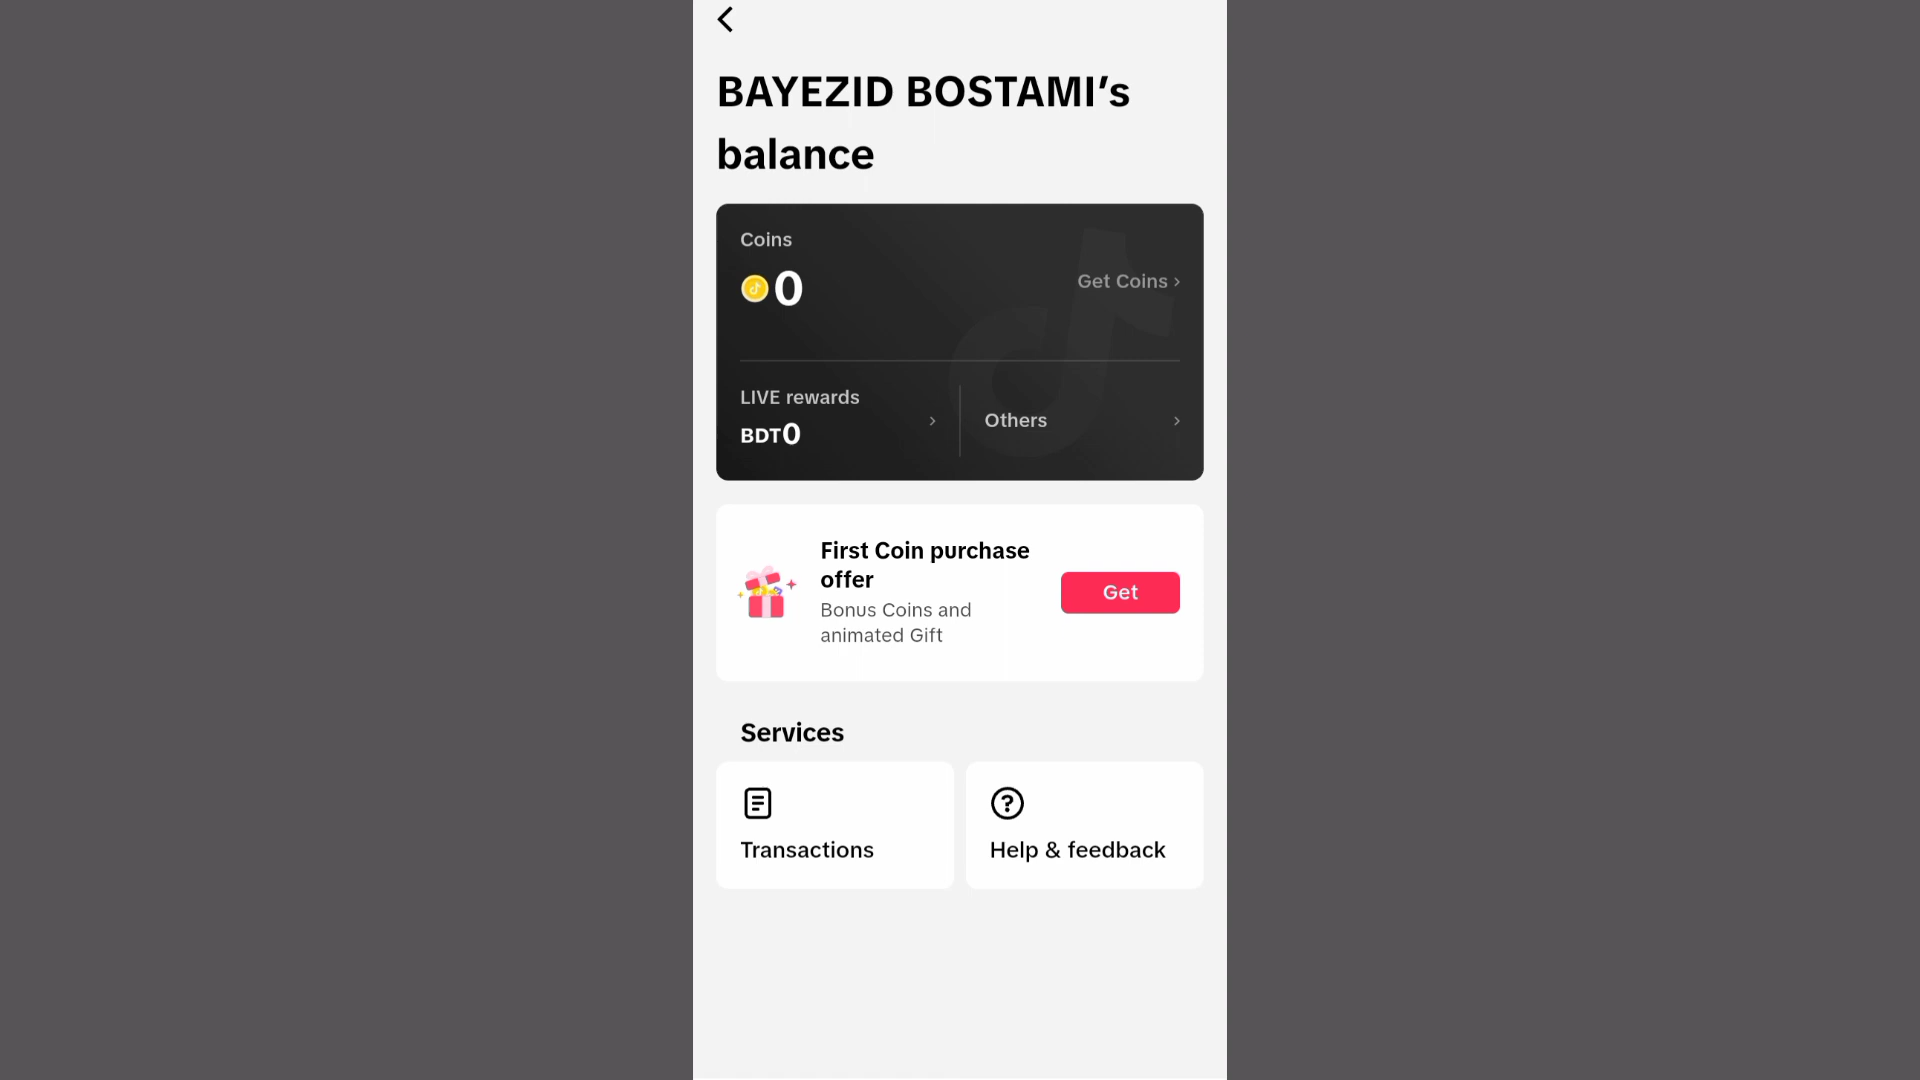 BAYEZID BOSTAMI’s
balance
Coins
0
Get Coins
LIVE rewards
BDT0
Others
First Coin purchase
offer
Bonus Coins and
animated Gift
Get
Services
Transactions
Help & feedback